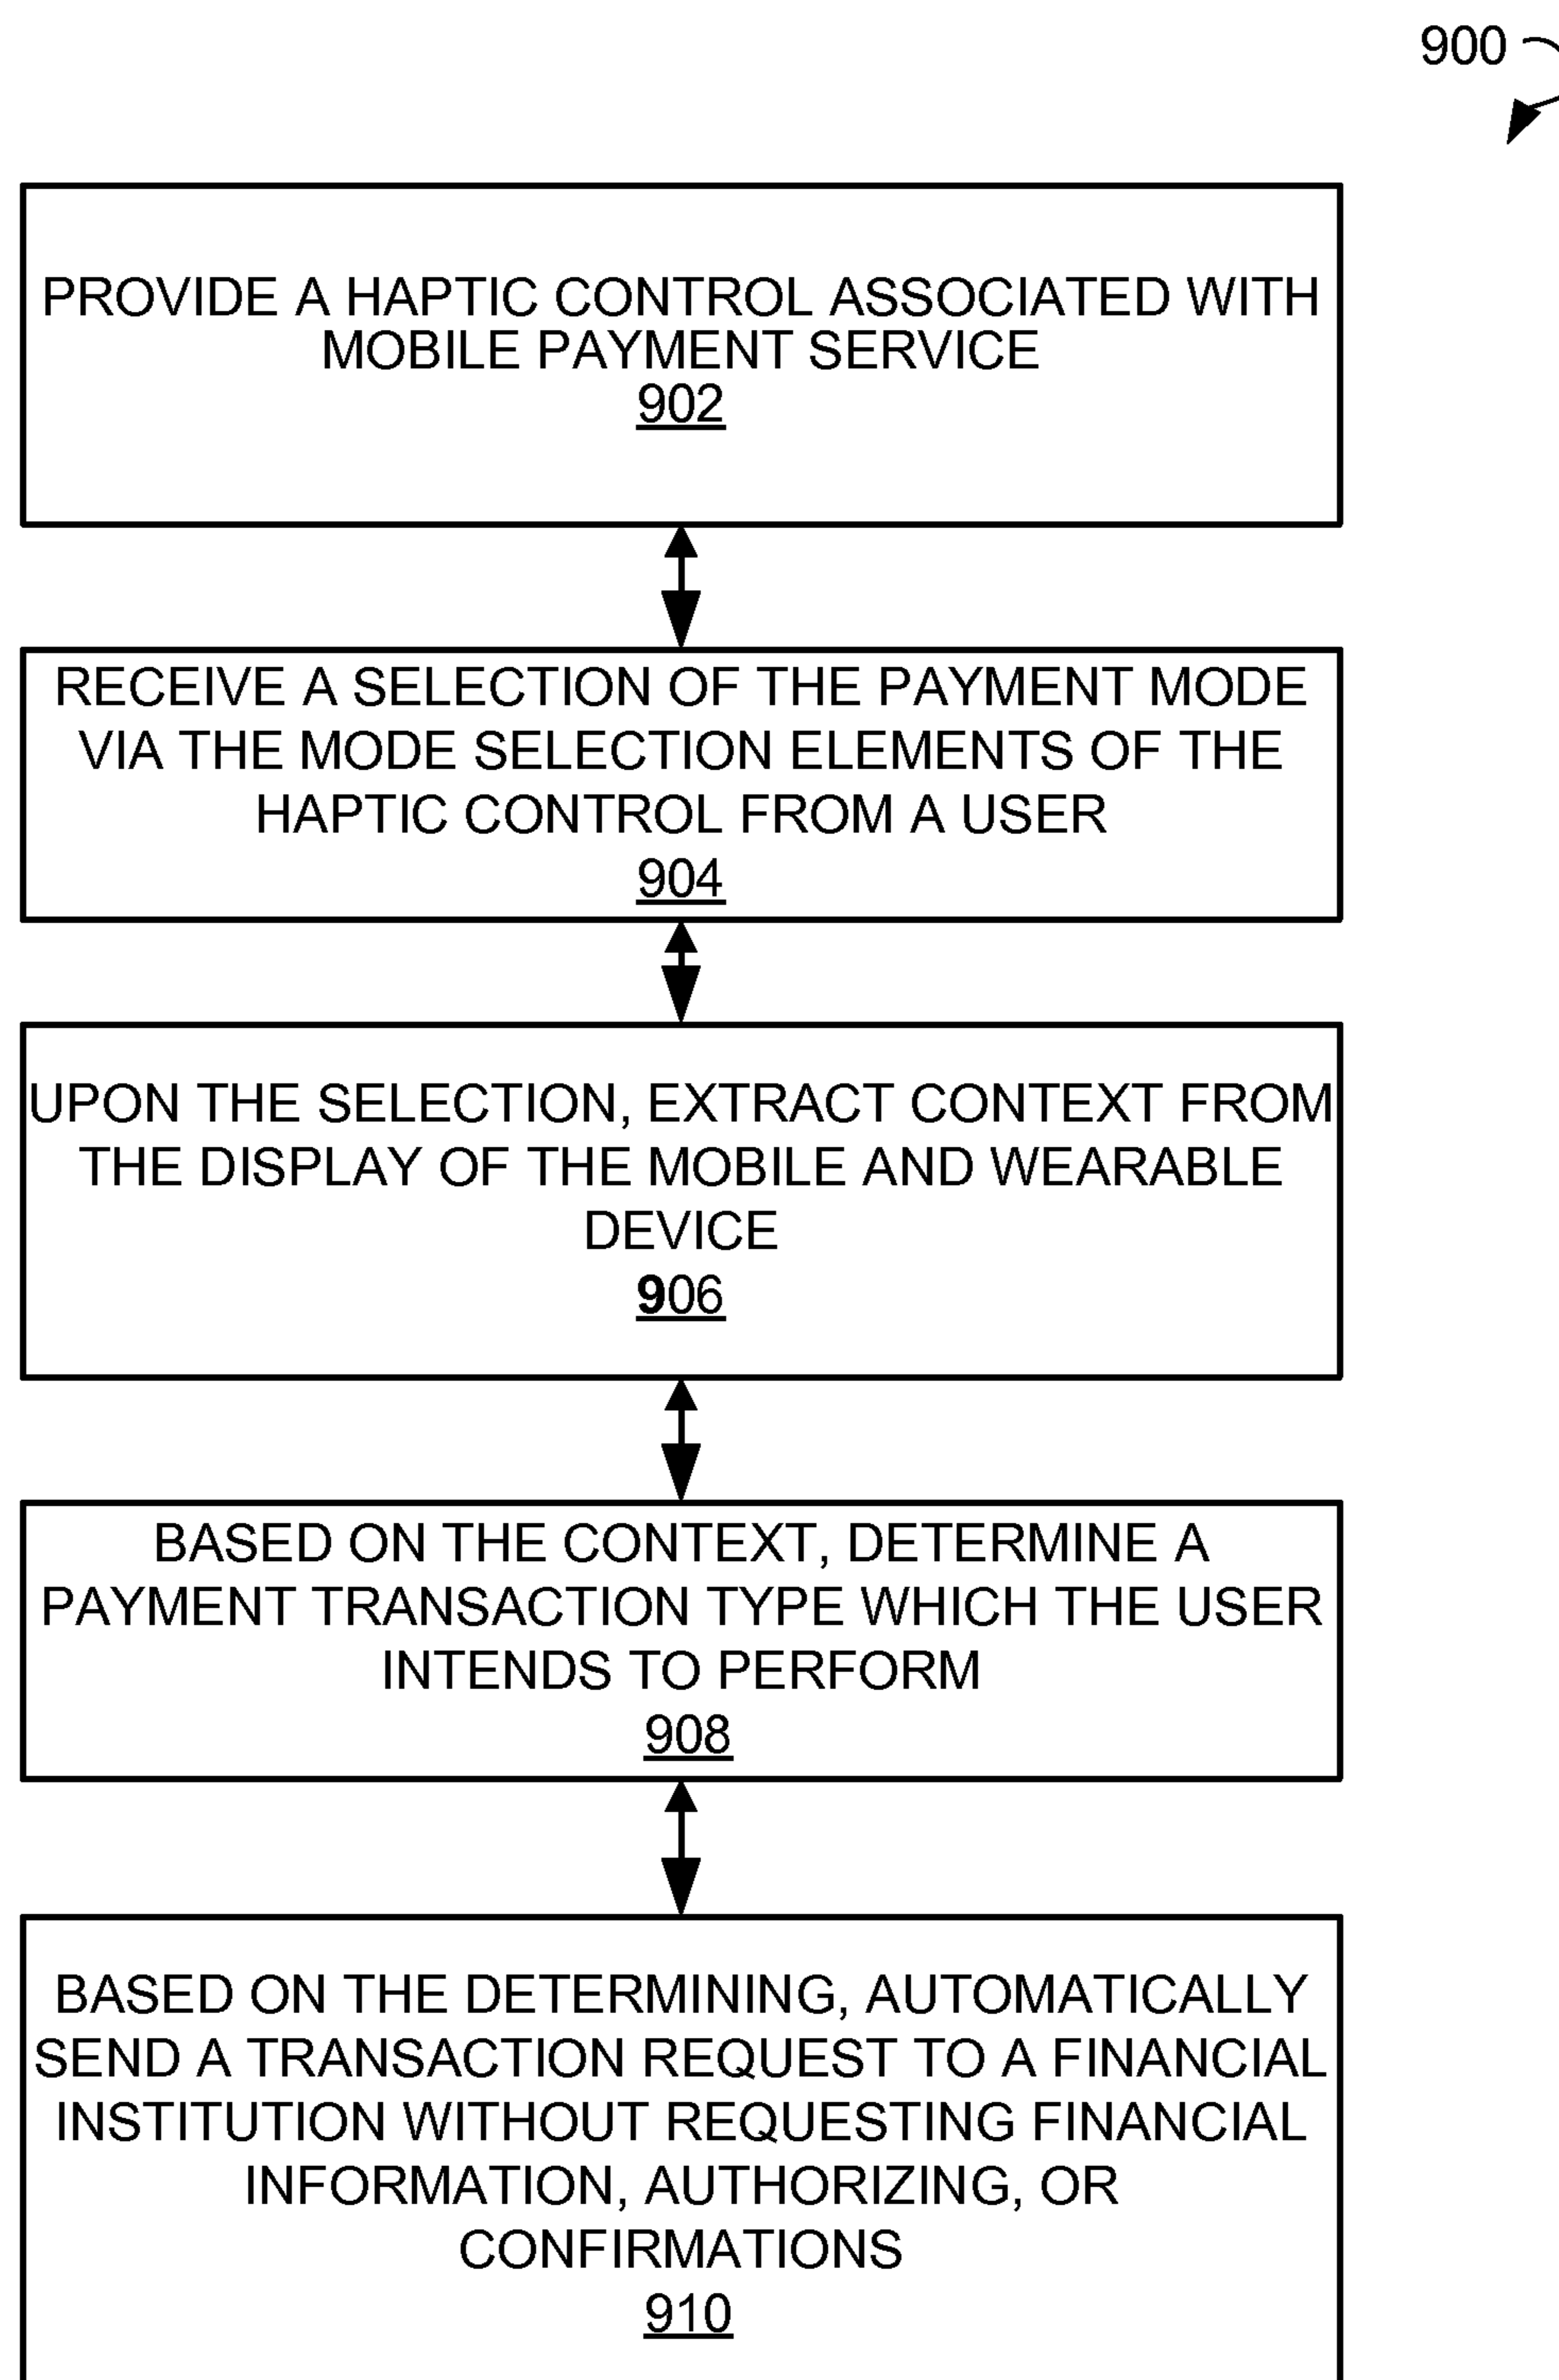 900
PROVIDE A HAPTIC CONTROL ASSOCIATED WITH
MOBILE PAYMENT SERVICE
902
RECEIVE A SELECTION OF THE PAYMENT MODE
VIA THE MODE SELECTION ELEMENTS OF THE
HAPTIC CONTROL FROM A USER
904
UPON THE SELECTION, EXTRACT CONTEXT FROM
THE DISPLAY OF THE MOBILE AND WEARABLE
DEVICE
906
BASED ON THE CONTEXT, DETERMINE A
PAYMENT TRANSACTION TYPE WHICH THE USER
INTENDS TO PERFORM
908
BASED ON THE DETERMINING, AUTOMATICALLY
SEND A TRANSACTION REQUEST TO A FINANCIAL
INSTITUTION WITHOUT REQUESTING FINANCIAL
INFORMATION, AUTHORIZING, OR
CONFIRMATIONS
910